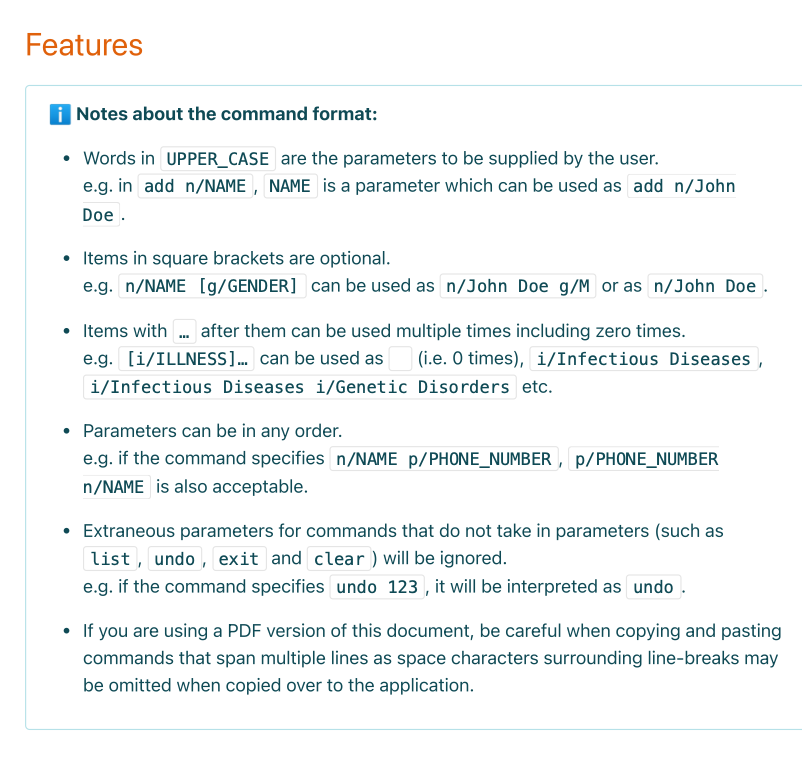 Features
ℹ️ Notes about the command format:
• Words in UPPER_CASE are the parameters to be supplied by the user.
e.g. in add n/NAME, NAME is a parameter which can be used as add n/John
Doe.
• Items in square brackets are optional.
e.g. n/NAME [g/GENDER] can be used as n/John Doe g/M or as n/John Doe.
• Items with … after them can be used multiple times including zero times.
e.g. [i/ILLNESS]… can be used as   (i.e. 0 times), i/Infectious Diseases,
i/Infectious Diseases i/Genetic Disorders etc.
• Parameters can be in any order.
e.g. if the command specifies n/NAME p/PHONE_NUMBER, p/PHONE_NUMBER
n/NAME is also acceptable.
• Extraneous parameters for commands that do not take in parameters (such as
list, undo, exit and clear) will be ignored.
e.g. if the command specifies undo 123, it will be interpreted as undo.
• If you are using a PDF version of this document, be careful when copying and pasting
commands that span multiple lines as space characters surrounding line-breaks may
be omitted when copied over to the application.